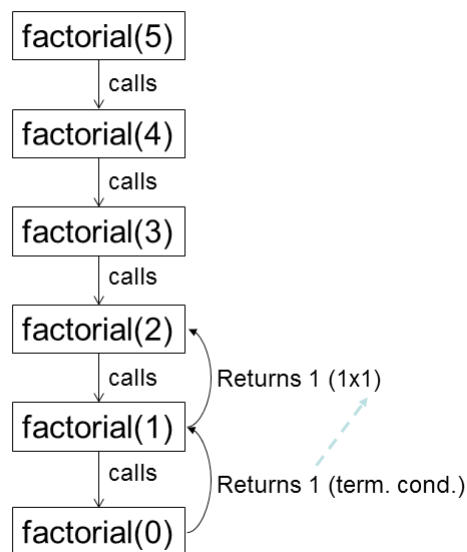 factorial(5)
calls
factorial(4)
calls
factorial(3)
calls
factorial(2)
calls
Returns 1 (1x1)
factorial(1)
calls
Returns 1 (term. cond.)
factorial(0)